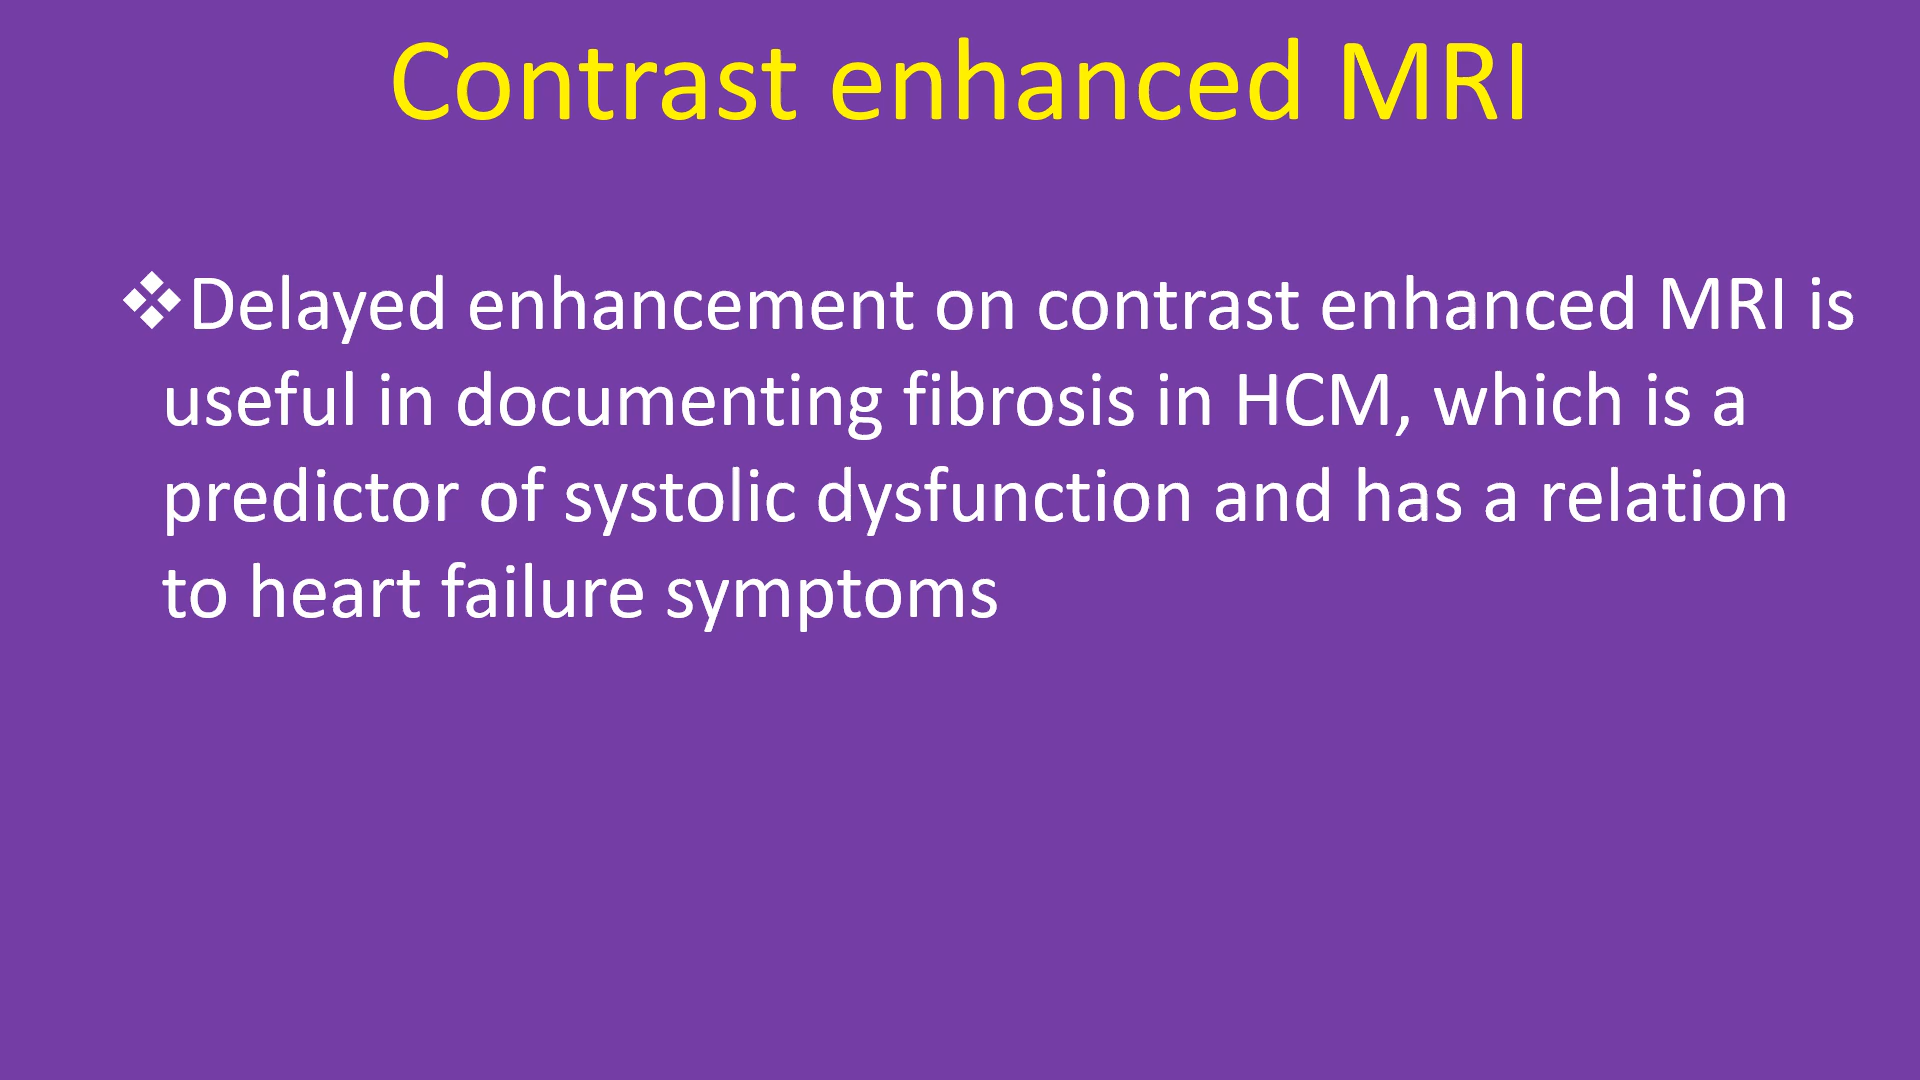 Contrast enhanced MRI
❖Delayed enhancement on contrast enhanced MRI is
useful in documenting fibrosis in HCM, which is a
predictor of systolic dysfunction and has a relation
to heart failure symptoms